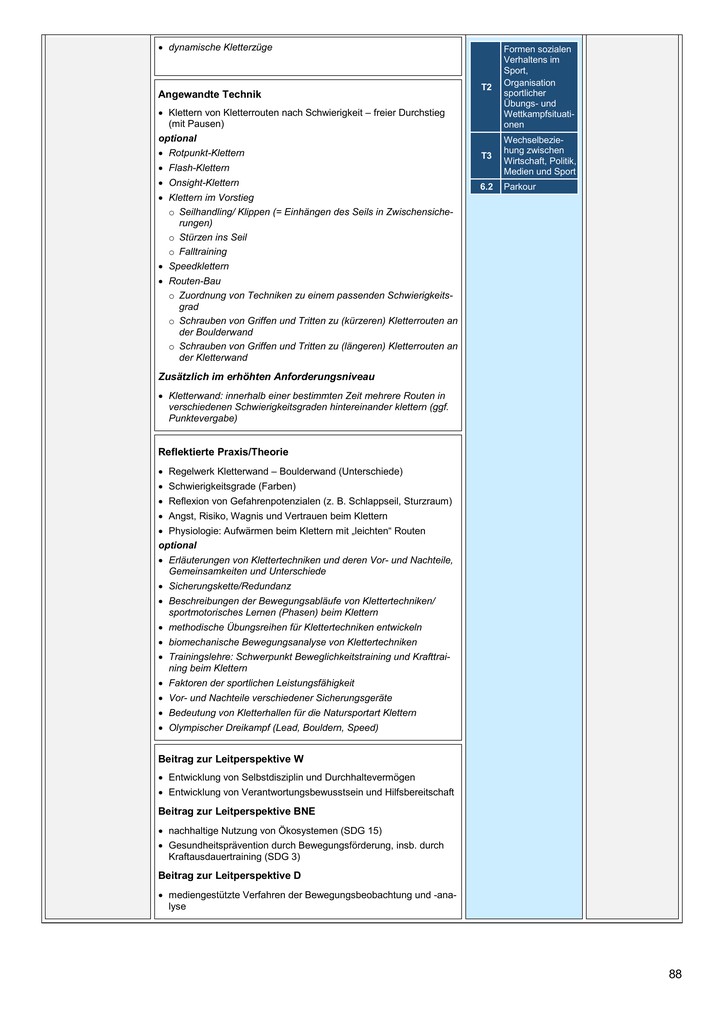 • dynamische Kletterzüge
Angewandte Technik
• Klettern von Kletterrouten nach Schwierigkeit – freier Durchstieg
(mit Pausen)
optional
• Rotpunkt-Klettern
• Flash-Klettern
• Onsight-Klettern
• Klettern im Vorstieg
o Seilhandling/ Klippen (= Einhängen des Seils in Zwischensiche-
rungen)
o Stürzen ins Seil
o Falltraining
• Speedklettern
• Routen-Bau
o Zuordnung von Techniken zu einem passenden Schwierigkeits-
grad
o Schrauben von Griffen und Tritten zu (kürzeren) Kletterrouten an
der Boulderwand
o Schrauben von Griffen und Tritten zu (längeren) Kletterrouten an
der Kletterwand
Zusätzlich im erhöhten Anforderungsniveau
• Kletterwand: innerhalb einer bestimmten Zeit mehrere Routen in
verschiedenen Schwierigkeitsgraden hintereinander klettern (ggf.
Punktevergabe)
Reflektierte Praxis/Theorie
• Regelwerk Kletterwand – Boulderwand (Unterschiede)
• Schwierigkeitsgrade (Farben)
• Reflexion von Gefahrenpotenzialen (z. B. Schlappseil, Sturzraum)
• Angst, Risiko, Wagnis und Vertrauen beim Klettern
• Physiologie: Aufwärmen beim Klettern mit „leichten“ Routen
optional
• Erläuterungen von Klettertechniken und deren Vor- und Nachteile,
Gemeinsamkeiten und Unterschiede
• Sicherungskette/Redundanz
• Beschreibungen der Bewegungsabläufe von Klettertechniken/
sportmotorisches Lernen (Phasen) beim Klettern
• methodische Übungsreihen für Klettertechniken entwickeln
• biomechanische Bewegungsanalyse von Klettertechniken
• Trainingslehre: Schwerpunkt Beweglichkeitstraining und Krafttrai-
ning beim Klettern
• Faktoren der sportlichen Leistungsfähigkeit
• Vor- und Nachteile verschiedener Sicherungsgeräte
• Bedeutung von Kletterhallen für die Natursportart Klettern
• Olympischer Dreikampf (Lead, Bouldern, Speed)
Beitrag zur Leitperspektive W
• Entwicklung von Selbstdisziplin und Durchhaltevermögen
• Entwicklung von Verantwortungsbewusstsein und Hilfsbereitschaft
Beitrag zur Leitperspektive BNE
• nachhaltige Nutzung von Ökosystemen (SDG 15)
• Gesundheitsprävention durch Bewegungsförderung, insb. durch
Kraftausdauertraining (SDG 3)
Beitrag zur Leitperspektive D
• mediengestützte Verfahren der Bewegungsbeobachtung und -ana-
lyse
T2
Formen sozialen
Verhaltens im
Sport,
Organisation
sportlicher
Übungs- und
Wettkampfsituati-
onen
T3
Wechselbezie-
hung zwischen
Wirtschaft, Politik,
Medien und Sport
6.2 Parkour
88